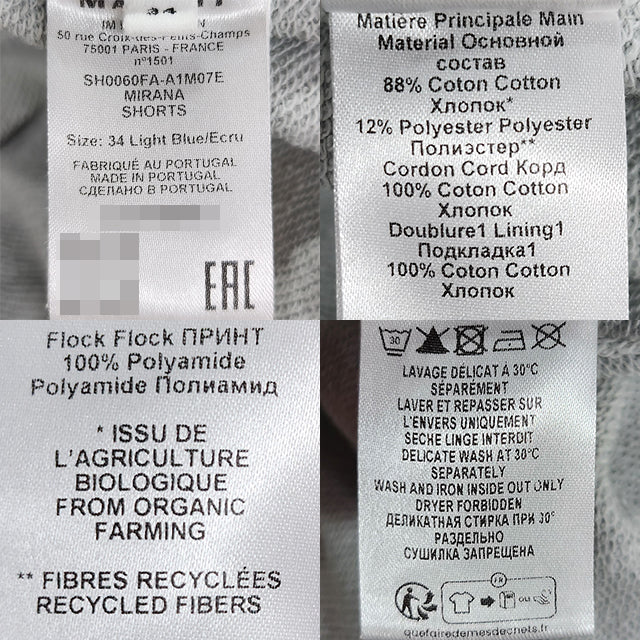 50 rue Croix-des-Petits-Champs
75001 PARIS - FRANCE
n°1501
SH0060FA-A1M07E
MIRANA
SHORTS
Size: 34 Light Blue/Ecru
FABRIQUÉ AU PORTUGAL
MADE IN PORTUGAL
СДЕЛАНО В PORTUGAL
EAC
Matière Principale Main
Material Основной
состав
88% Coton Cotton
Хлопок*
12% Polyester Polyester
Полиэстер**
Cordon Cord Корд
100% Coton Cotton
Хлопок
Doublure1 Lining1
Подкладка1
100% Coton Cotton
Хлопок
Flock Flock ПРИНТ
100% Polyamide
Polyamide Полиамид
* ISSU DE
L'AGRICULTURE
BIOLOGIQUE
FROM ORGANIC
FARMING
** FIBRES RECYCLÉES
RECYCLED FIBERS
30
LAVAGE DÉLICAT A 30°C
SÉPARÉMENT
LAVER ET REPASSER SUR
L'ENVERS UNIQUEMENT
SECHE LINGE INTERDIT
DELICATE WASH AT 30°C
SEPARATELY
WASH AND IRON INSIDE OUT ONLY
DRYER FORBIDDEN
ДЕЛИКАТНАЯ СТИРКА ПРИ 30°
РАЗДЕЛЬНО
СУШИЛКА ЗАПРЕЩЕНА
FR
OU
quefairedemesdechets.fr